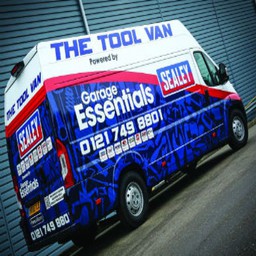 THE TOOL VAN
Powered by
SEALEY
Garage
Essentials
0121 749 8801
THE TOOL VAN
SEALEY
Garage
Essentials
0121 749 880